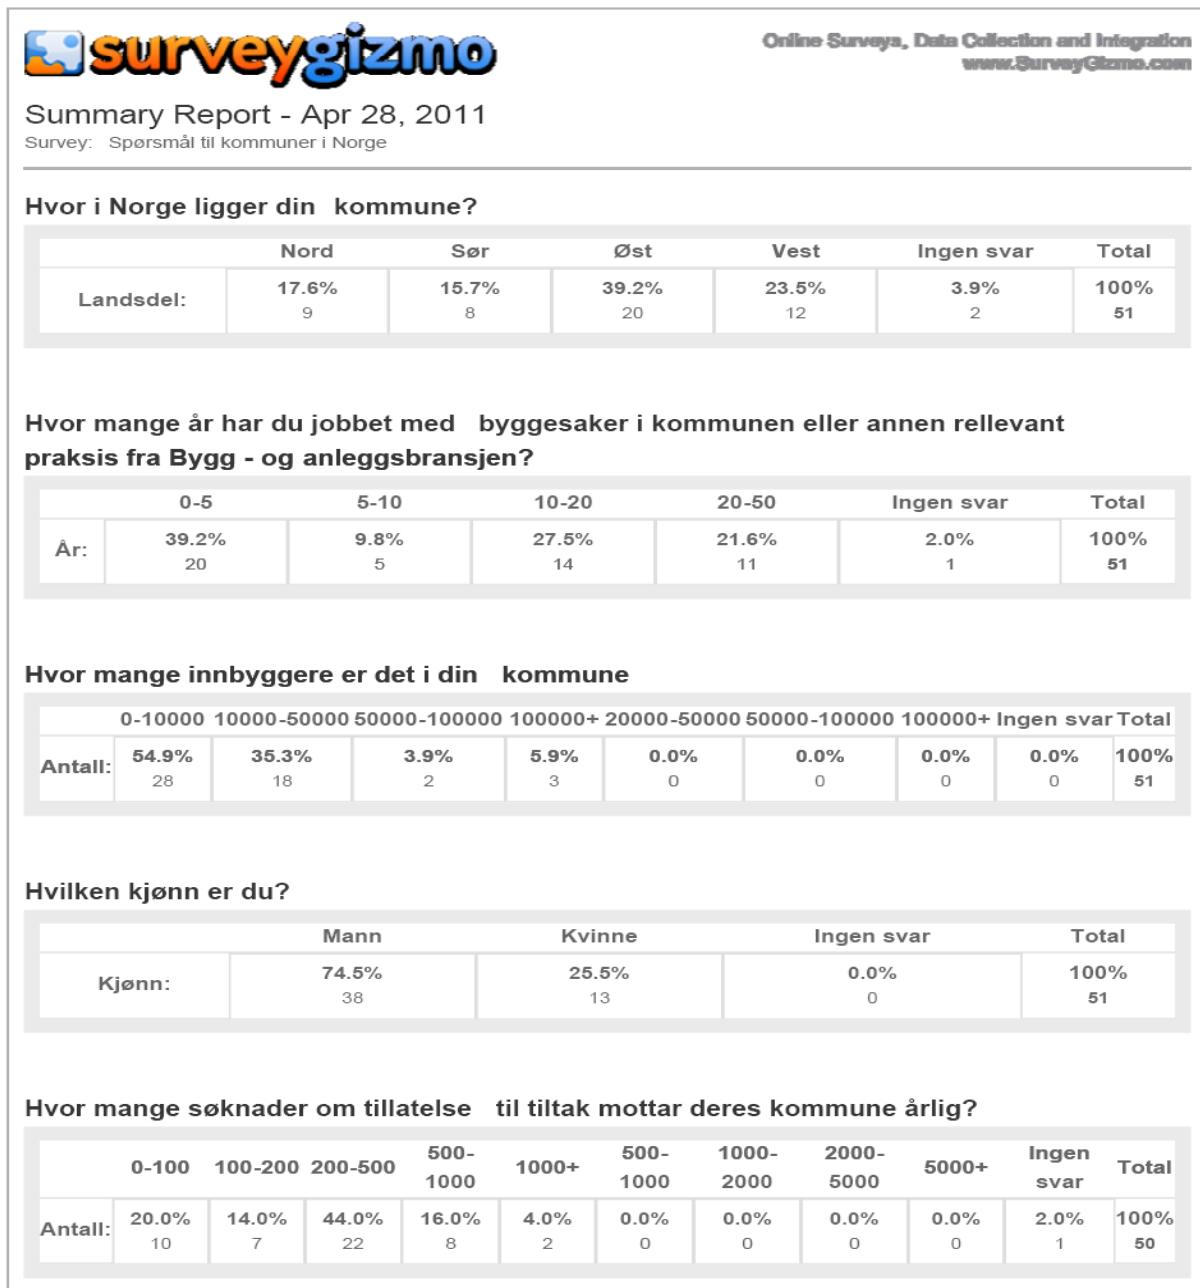 surveygizmo
Online Surveys, Data Collection and Integration
www.SurveyGizmo.com
Summary Report - Apr 28, 2011
Survey: Spørsmål til kommuner i Norge
Hvor i Norge ligger din kommune?
Nord Sør Øst Vest Ingen svar Total
Landsdel: 17.6% 15.7% 39.2% 23.5% 3.9% 100%
9 8 20 12 2 51
Hvor mange år har du jobbet med byggesaker i kommunen eller annen rellevant
praksis fra Bygg - og anleggsbransjen?
0-5 5-10 10-20 20-50 Ingen svar Total
År: 39.2% 9.8% 27.5% 21.6% 2.0% 100%
20 5 14 11 1 51
Hvor mange innbyggere er det i din kommune
0-10000 10000-50000 50000-100000 100000+ 20000-50000 50000-100000 100000+ Ingen svar Total
Antall: 54.9% 35.3% 3.9% 5.9% 0.0% 0.0% 0.0% 0.0% 100%
28 18 2 3 0 0 0 0 51
Hvilken kjønn er du?
Mann Kvinne Ingen svar Total
Kjønn: 74.5% 25.5% 0.0% 100%
38 13 0 51
Hvor mange søknader om tillatelse til tiltak mottar deres kommune årlig?
0-100 100-200 200-500 500-1000 1000+ 500-1000 1000-2000 2000-5000 5000+ Ingen svar Total
Antall: 20.0% 14.0% 44.0% 16.0% 4.0% 0.0% 0.0% 0.0% 0.0% 2.0% 100%
10 7 22 8 2 0 0 0 0 1 50